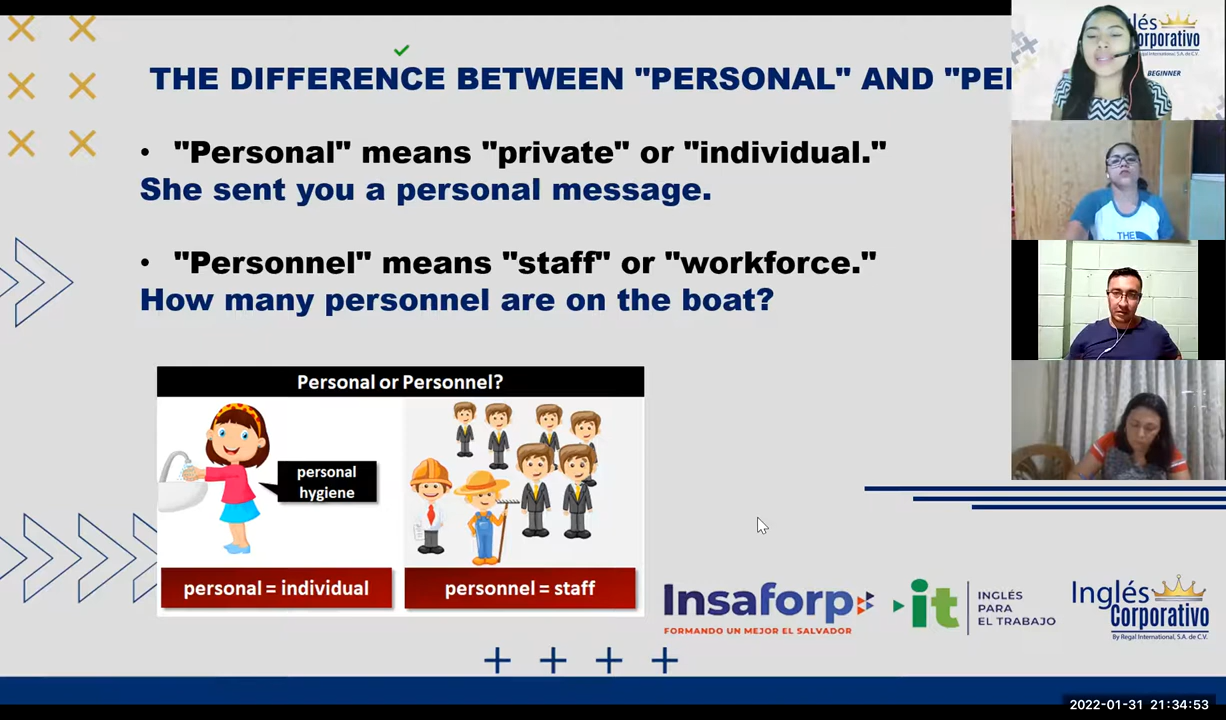 THE DIFFERENCE BETWEEN "PERSONAL" AND
• "Personal" means "private" or "individual."
She sent you a personal message.
• "Personnel" means "staff" or "workforce."
How many personnel are on the boat?
Personal or Personnel?
personal
hygiene
personal = individual
personnel = staff
Insaforp
FORMANDO UN MEJOR EL SALVADOR
it
INGLÉS
PARA
EL TRABAJO
Inglés
Corporativo
By Regal International, S.A. de C.V.
BEGINNER
THE
2022-01-31 21:34:53